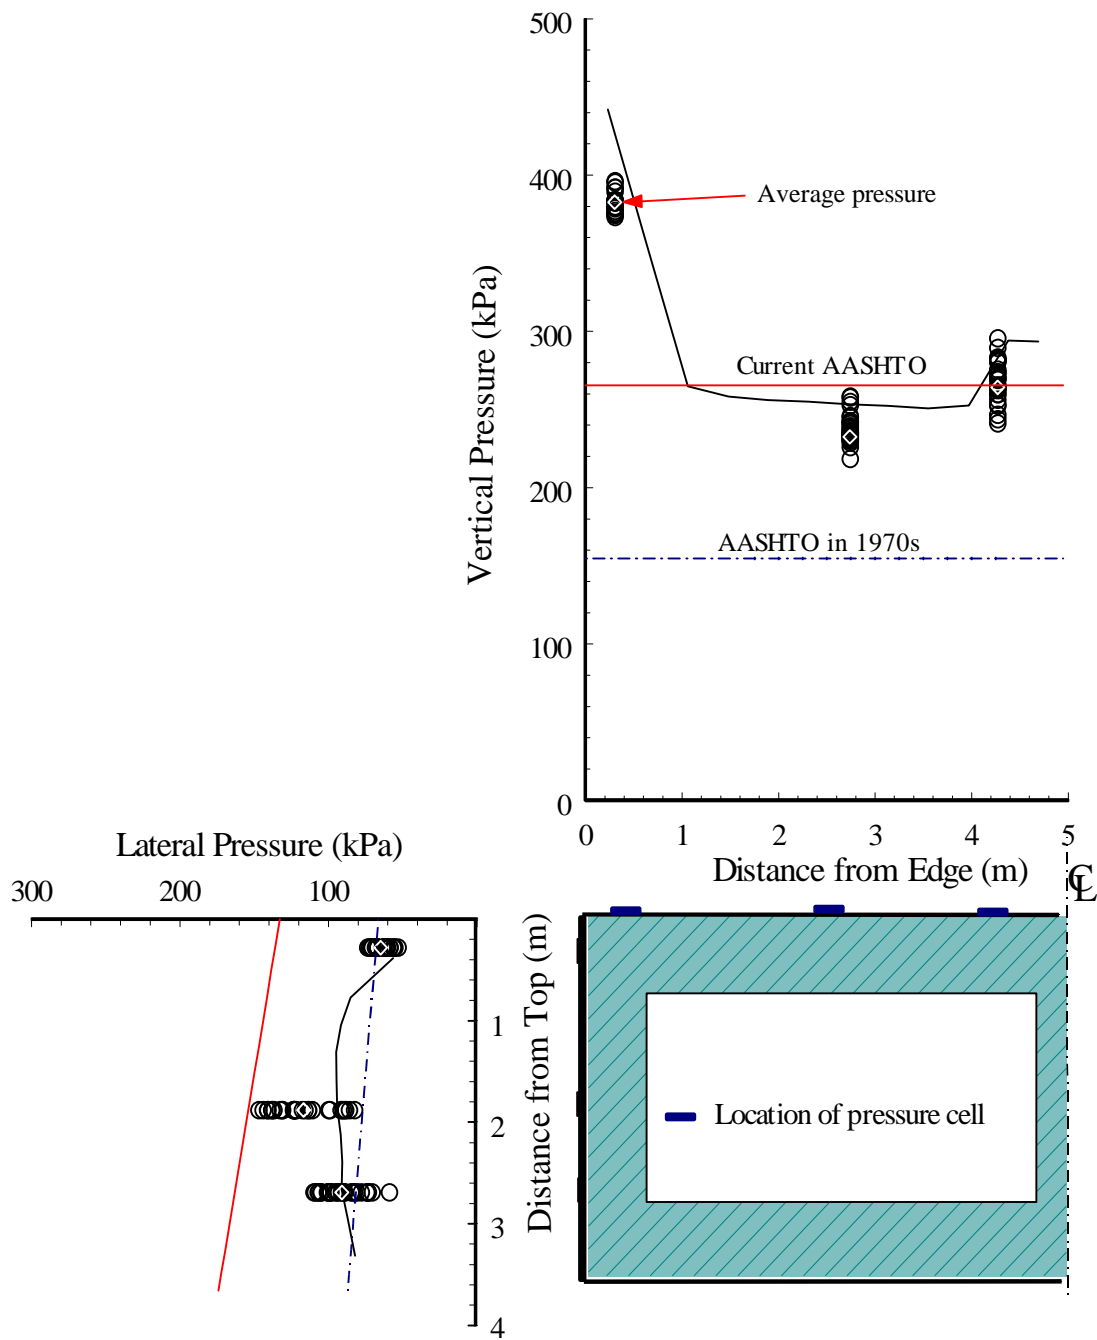 500
400
Average pressure
Vertical Pressure (kPa)
300
Current AASHTO
200
AASHTO in 1970s
100
0
0 1 2 3 4 5
Distance from Edge (m)
℄
Lateral Pressure (kPa)
300 200 100
Distance from Top (m)
1
2
3
4
Location of pressure cell